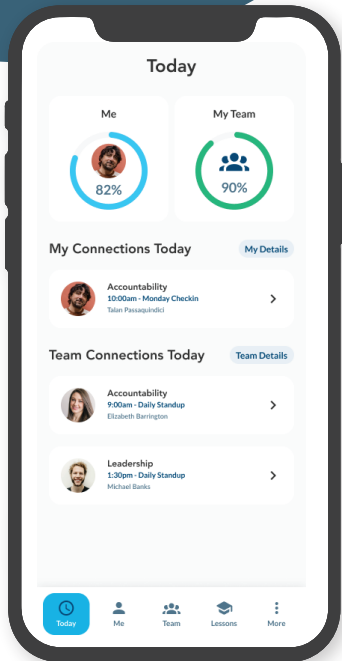 Today
Me
My Team
82%
90%
My Connections Today
My Details
Accountability
10:00am - Monday Checkin
Talan Passaquindici
Team Connections Today
Team Details
Accountability
9:00am - Daily Standup
Elizabeth Barrington
Leadership
1:30pm - Daily Standup
Michael Banks
Today
Me
Team
Lessons
More